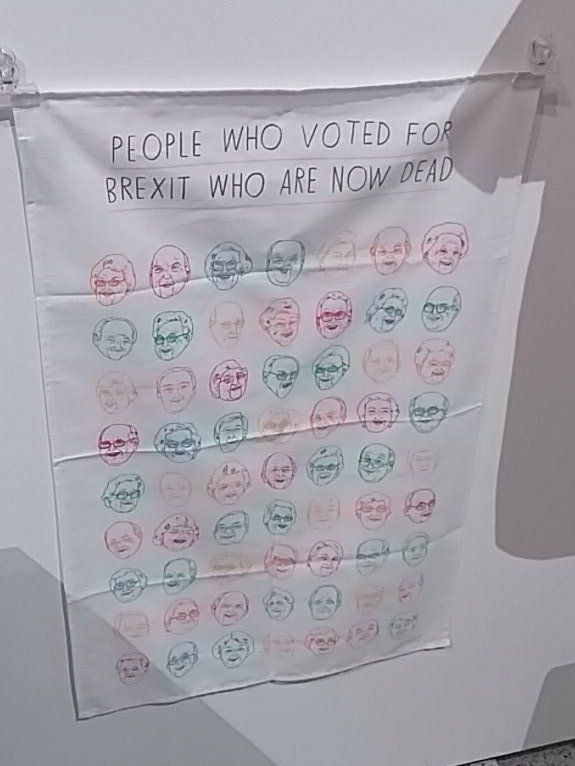 PEOPLE WHO VOTED FOR
BREXIT WHO ARE NOW DEAD